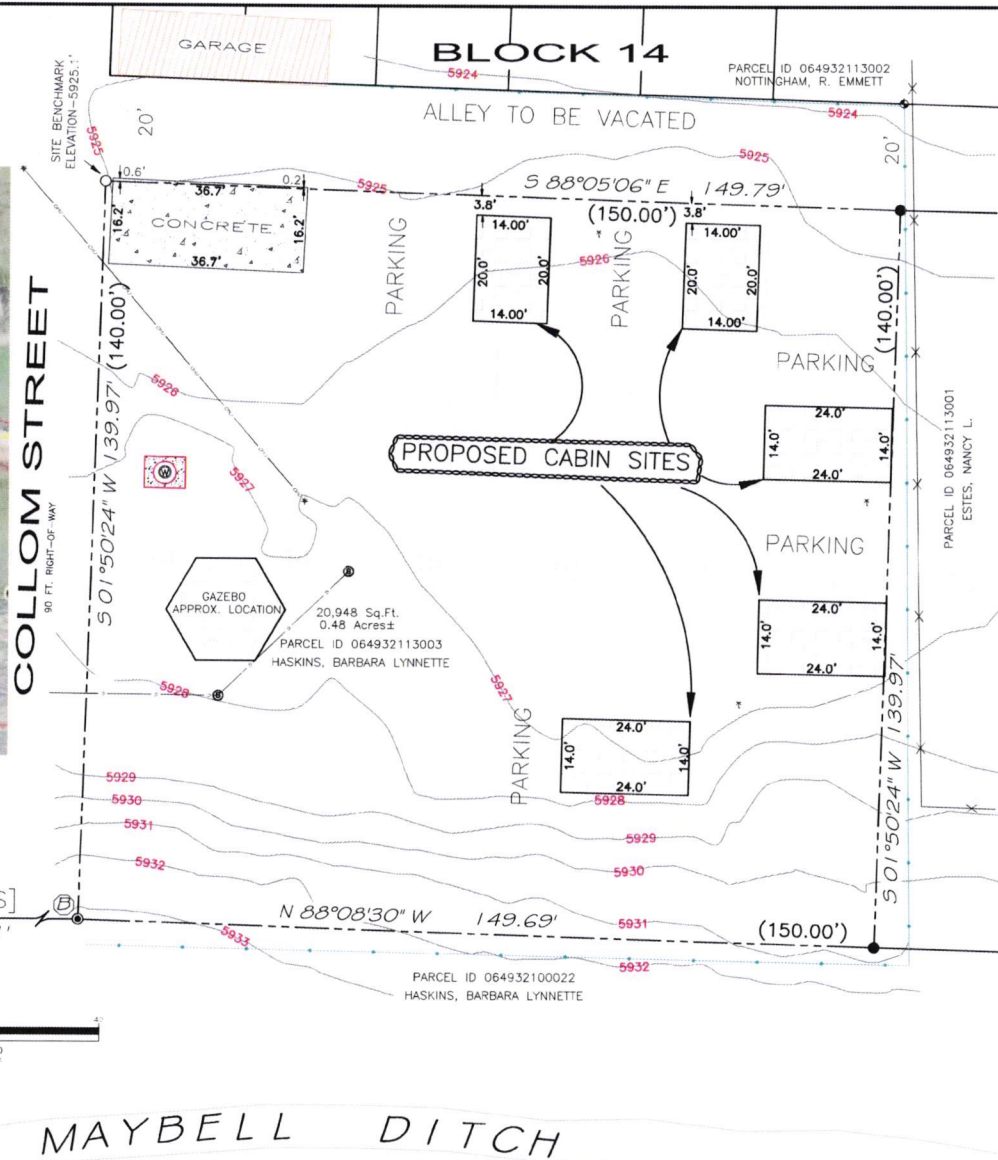 GARAGE
BLOCK 14
PARCEL ID 064932113002
NOTTINGHAM, R. EMMETT
5924
5924
SITE BENCHMARK
ELEVATION=5925.1'
20'
ALLEY TO BE VACATED
20'
5925
5925
5925
0.6'
0.2'
36.7'
S 88°05'06" E 149.79'
(150.00')
3.8'
3.8'
16.2'
CONCRETE
16.2'
36.7'
PARKING
14.00'
20.0'
20.0'
14.00'
5926
PARKING
14.00'
20.0'
20.0'
14.00'
COLLOM STREET
90 FT. RIGHT-OF-WAY
S 01°50'24" W 139.97' (140.00')
(140.00')
5926
PARKING
24.0'
14.0'
14.0'
24.0'
PARCEL ID 064932113001
ESTES, NANCY L.
PROPOSED CABIN SITES
W
5927
PARKING
GAZEBO
APPROX. LOCATION
20,948 Sq.Ft.
0.48 Acres±
PARCEL ID 064932113003
HASKINS, BARBARA LYNNETTE
24.0'
14.0'
14.0'
24.0'
5928
5927
S 01°50'24" W 139.97'
PARKING
24.0'
14.0'
14.0'
24.0'
5928
5929
5930
5931
5932
5929
5930
5931
5932
S]
B
N 88°08'30" W 149.69'
(150.00')
5933
PARCEL ID 064932100022
HASKINS, BARBARA LYNNETTE
MAYBELL DITCH